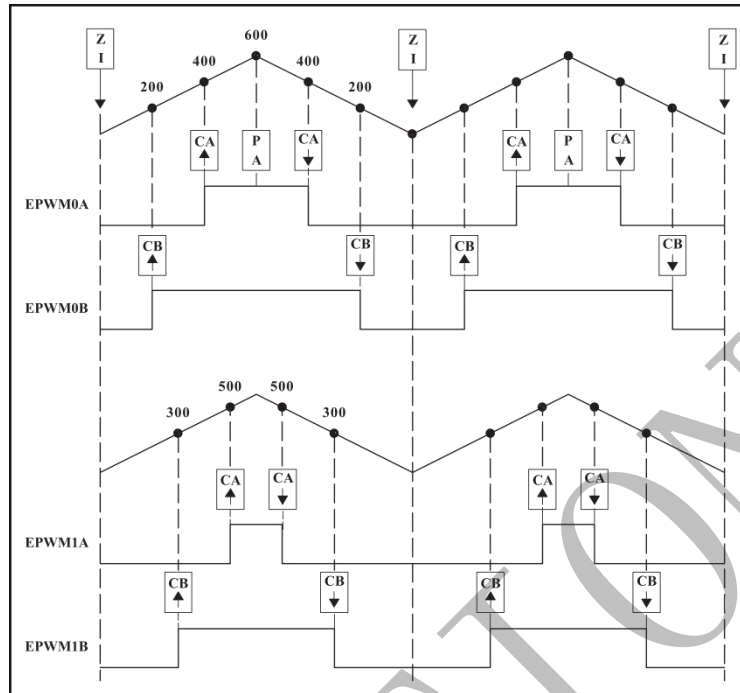 Z I
Z I
Z I
600
400
400
200
200
CA
P A
CA
CA
P A
CA
EPWM0A
CB
CB
CB
CB
EPWM0B
500
500
300
300
CA
CA
CA
CA
EPWM1A
CB
CB
CB
CB
EPWM1B